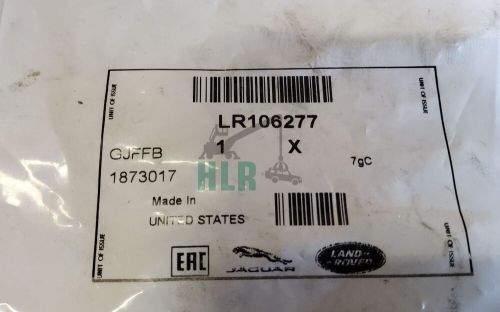 UNIT OF ISSUE
UNIT OF ISSUE
LR106277
GJFFB 1 X
7gC
HLR
1873017
Made In
UNITED STATES
UNIT OF ISSUE
UNIT OF ISSUE
EAC
JAGUAR
LAND-
ROVER